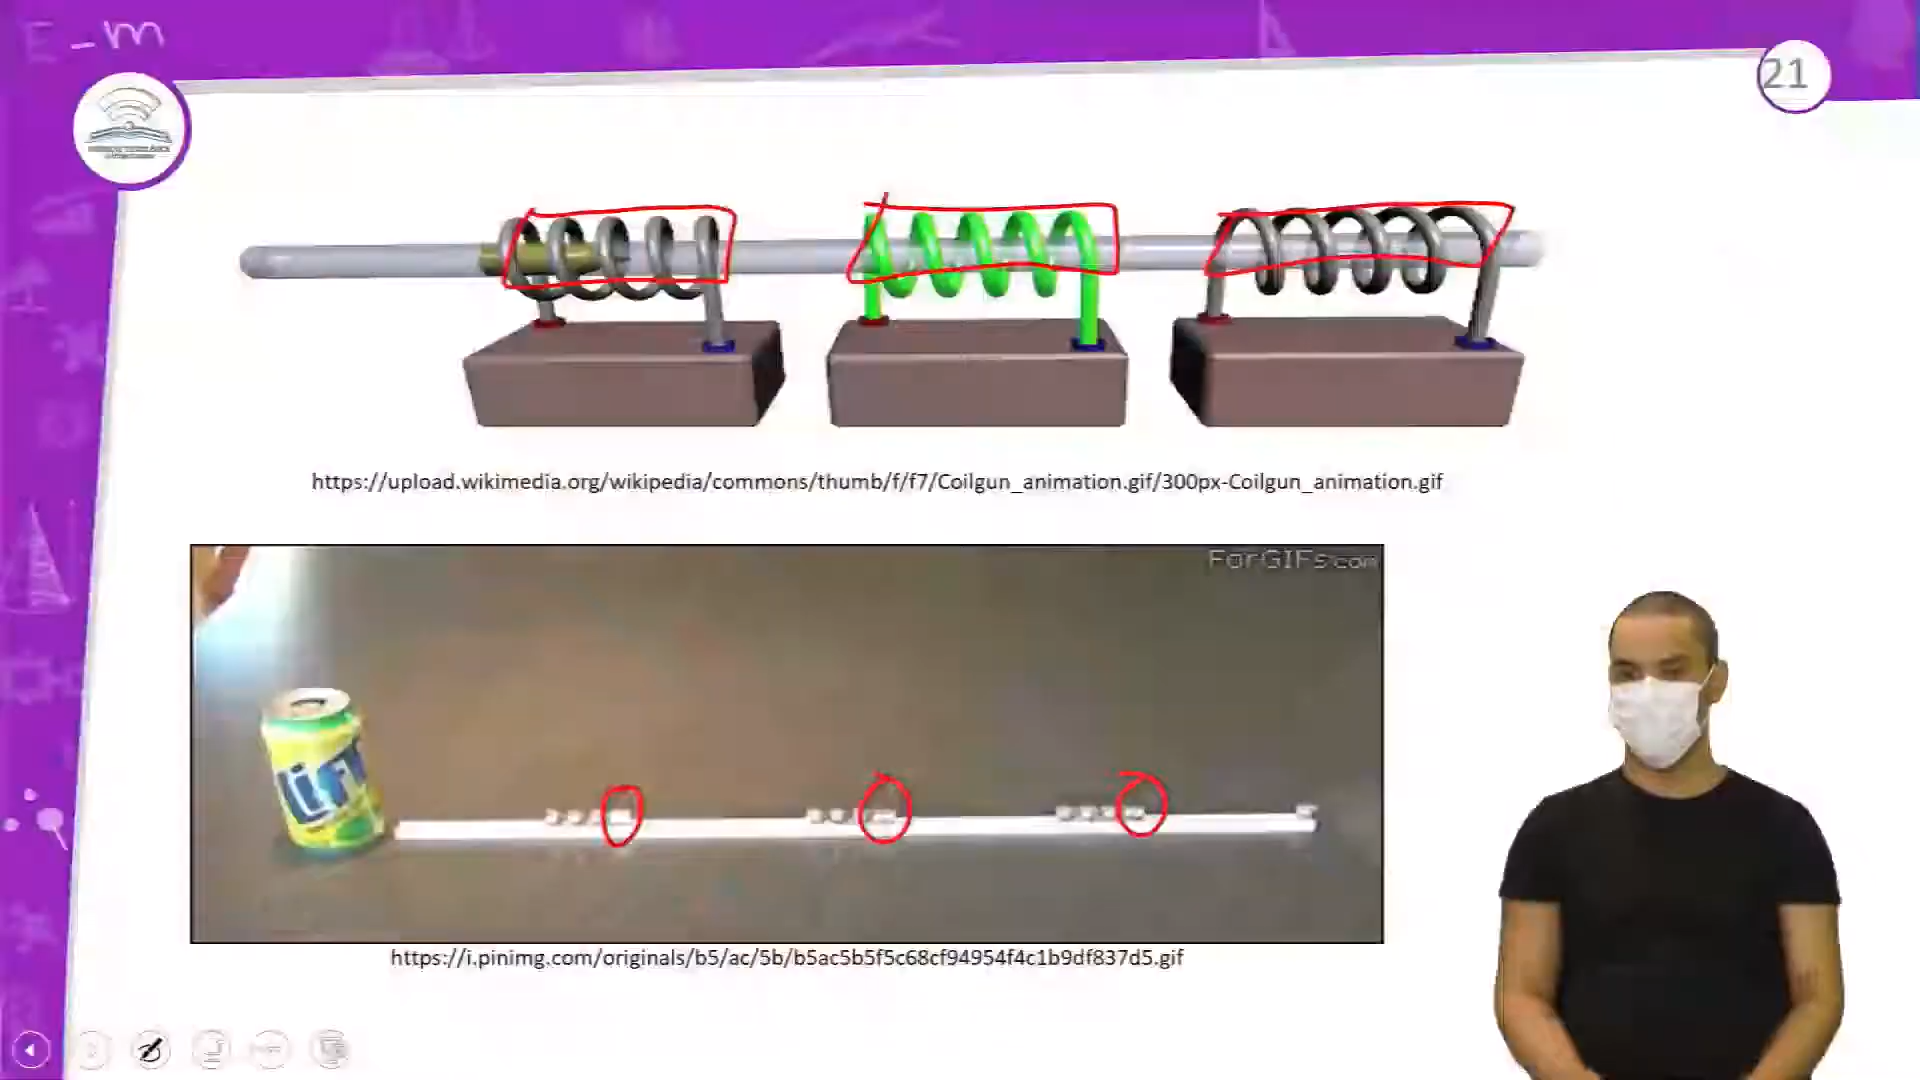 E-m
21
https://upload.wikimedia.org/wikipedia/commons/thumb/f/f7/Coilgun_animation.gif/300px-Coilgun_animation.gif
ForGIFs.com
Lift
https://i.pinimg.com/originals/b5/ac/5b/b5ac5b5f5c68cf94954f4c1b9df837d5.gif